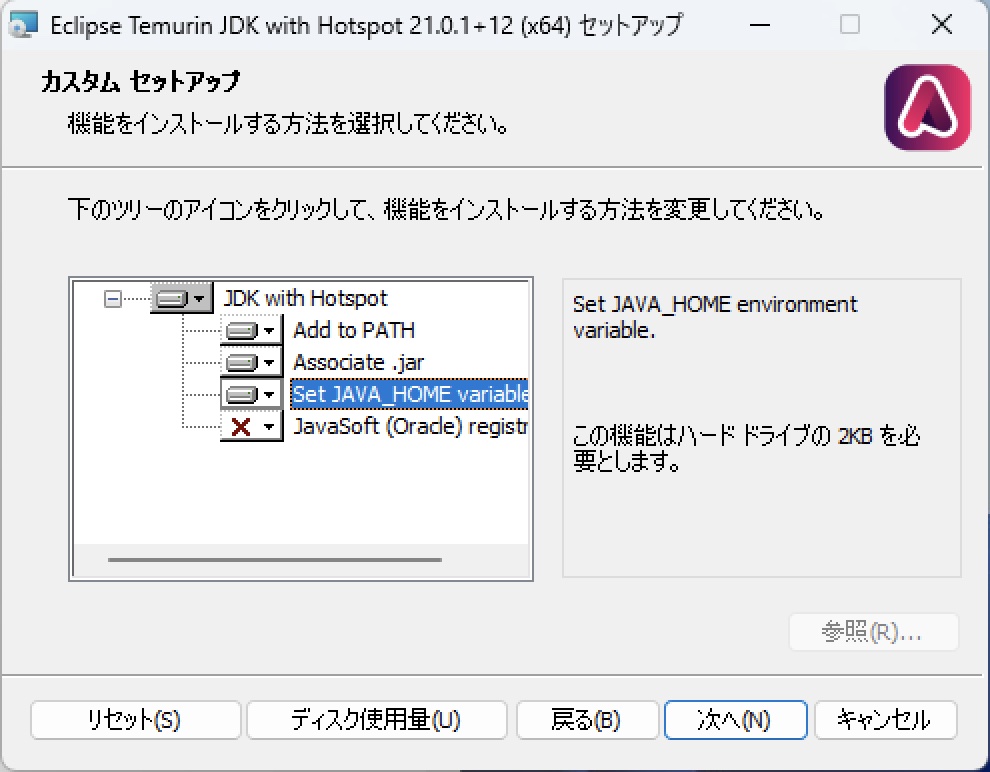 Eclipse Temurin JDK with Hotspot 21.0.1+12 (x64) セットアップ
カスタム セットアップ
機能をインストールする方法を選択してください。
下のツリーのアイコンをクリックして、機能をインストールする方法を変更してください。
JDK with Hotspot
Add to PATH
Associate .jar
Set JAVA_HOME variable
JavaSoft (Oracle) registr
Set JAVA_HOME environment
variable.
この機能はハード ドライブの 2KB を必
要とします。
参照(R)...
リセット(S)
ディスク使用量(U)
戻る(B)
次へ(N)
キャンセル